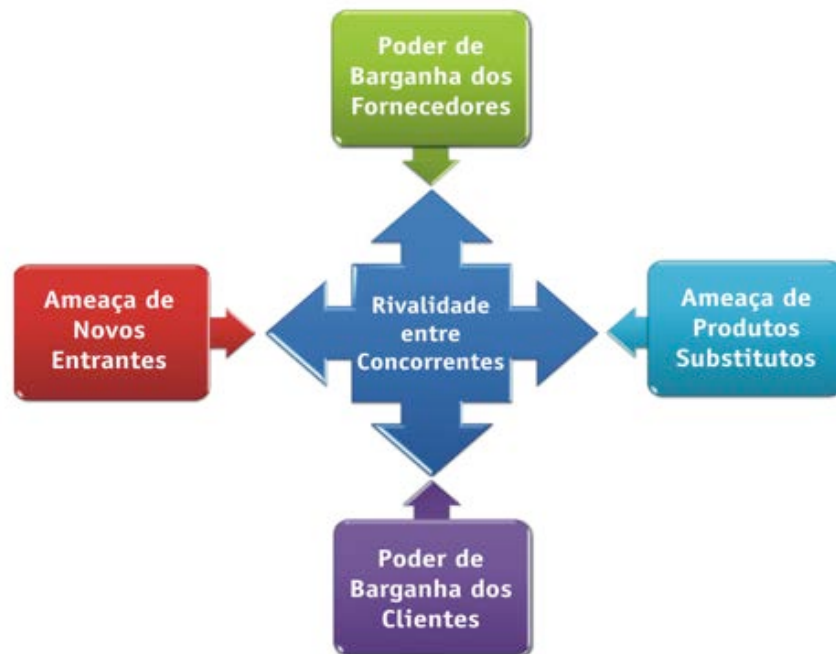 Poder de
Barganha dos
Fornecedores
Ameaça de
Novos
Entrantes
Rivalidade
entre
Concorrentes
Ameaça de
Produtos
Substitutos
Poder de
Barganha dos
Clientes